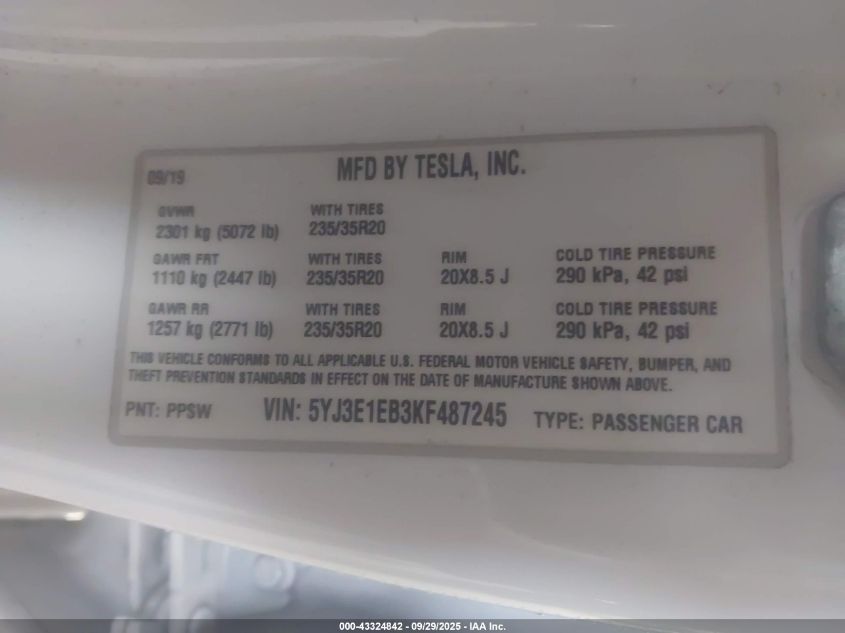 09/19 MFD BY TESLA, INC.
GVWR WITH TIRES
2301 kg (5072 lb) 235/35R20
GAWR FRT WITH TIRES RIM COLD TIRE PRESSURE
1110 kg (2447 lb) 235/35R20 20X8.5 J 290 kPa, 42 psi
GAWR RR WITH TIRES RIM COLD TIRE PRESSURE
1257 kg (2771 lb) 235/35R20 20X8.5 J 290 kPa, 42 psi
THIS VEHICLE CONFORMS TO ALL APPLICABLE U.S. FEDERAL MOTOR VEHICLE SAFETY, BUMPER, AND
THEFT PREVENTION STANDARDS IN EFFECT ON THE DATE OF MANUFACTURE SHOWN ABOVE.
PNT: PPSW VIN: 5YJ3E1EB3KF487245 TYPE: PASSENGER CAR
000-43324842 - 09/29/2025 - IAA Inc.